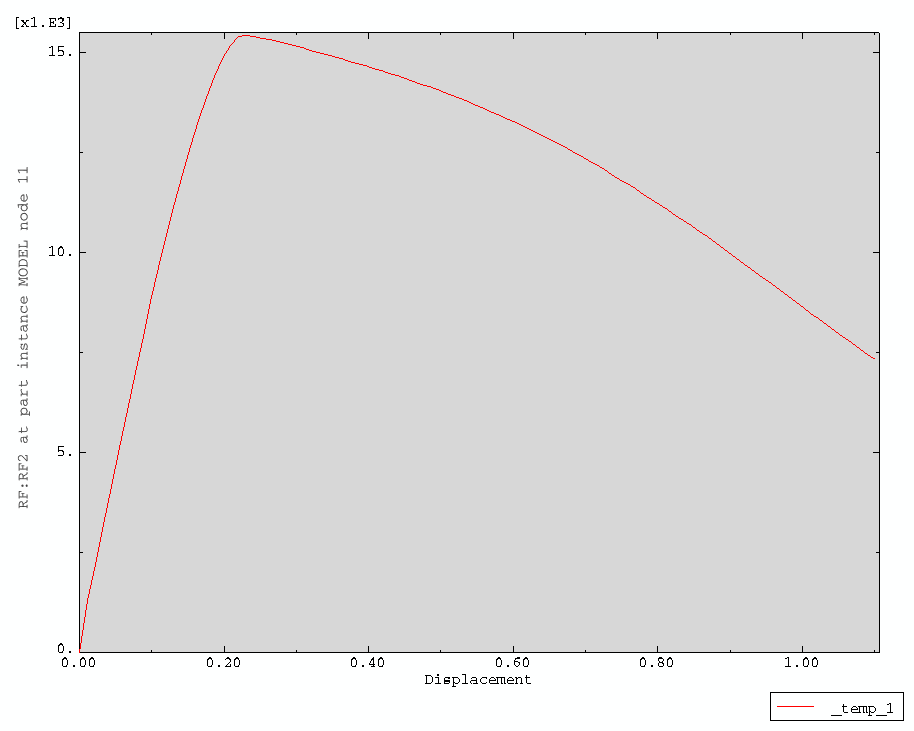 [x1.E3]
15.
10.
5.
0.
RF:RF2 at part instance MODEL node 11
0.00 0.20 0.40 0.60 0.80 1.00
Displacement
_temp_1